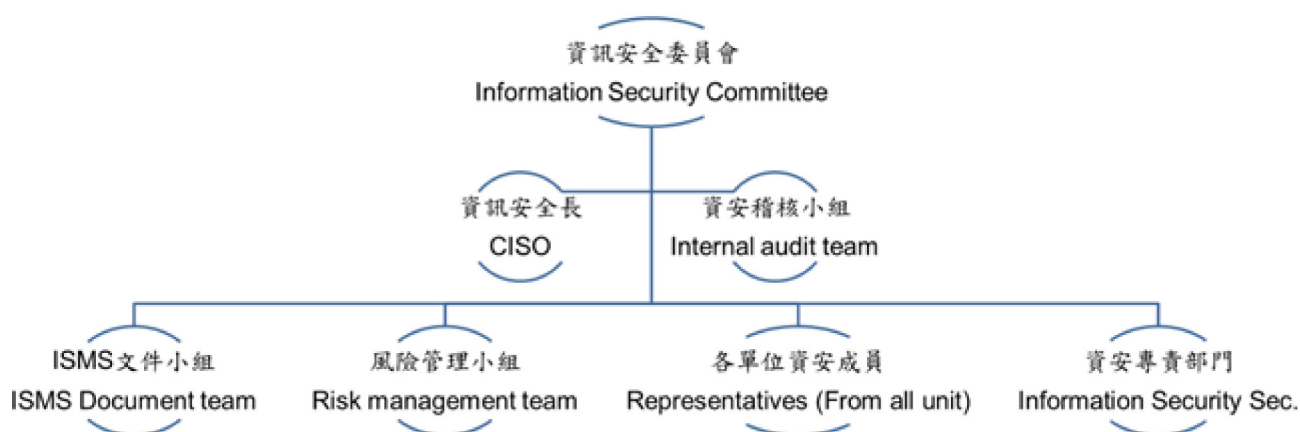 資訊安全委員會
Information Security Committee
資訊安全長
CISO
資安稽核小組
Internal audit team
ISMS文件小組
ISMS Document team
風險管理小組
Risk management team
各單位資安成員
Representatives (From all unit)
資安專責部門
Information Security Sec.